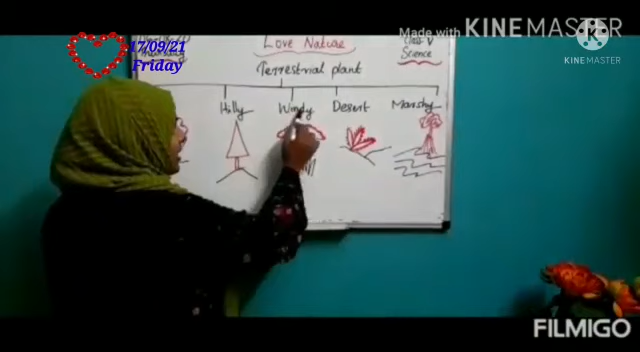 Made with KINEMASTER
KINEMASTER
17/09/21
Friday
Love Nature
Class V
Science
Terrestrial plant
Hilly
Windy
Desert
Marshy
FILMIGO